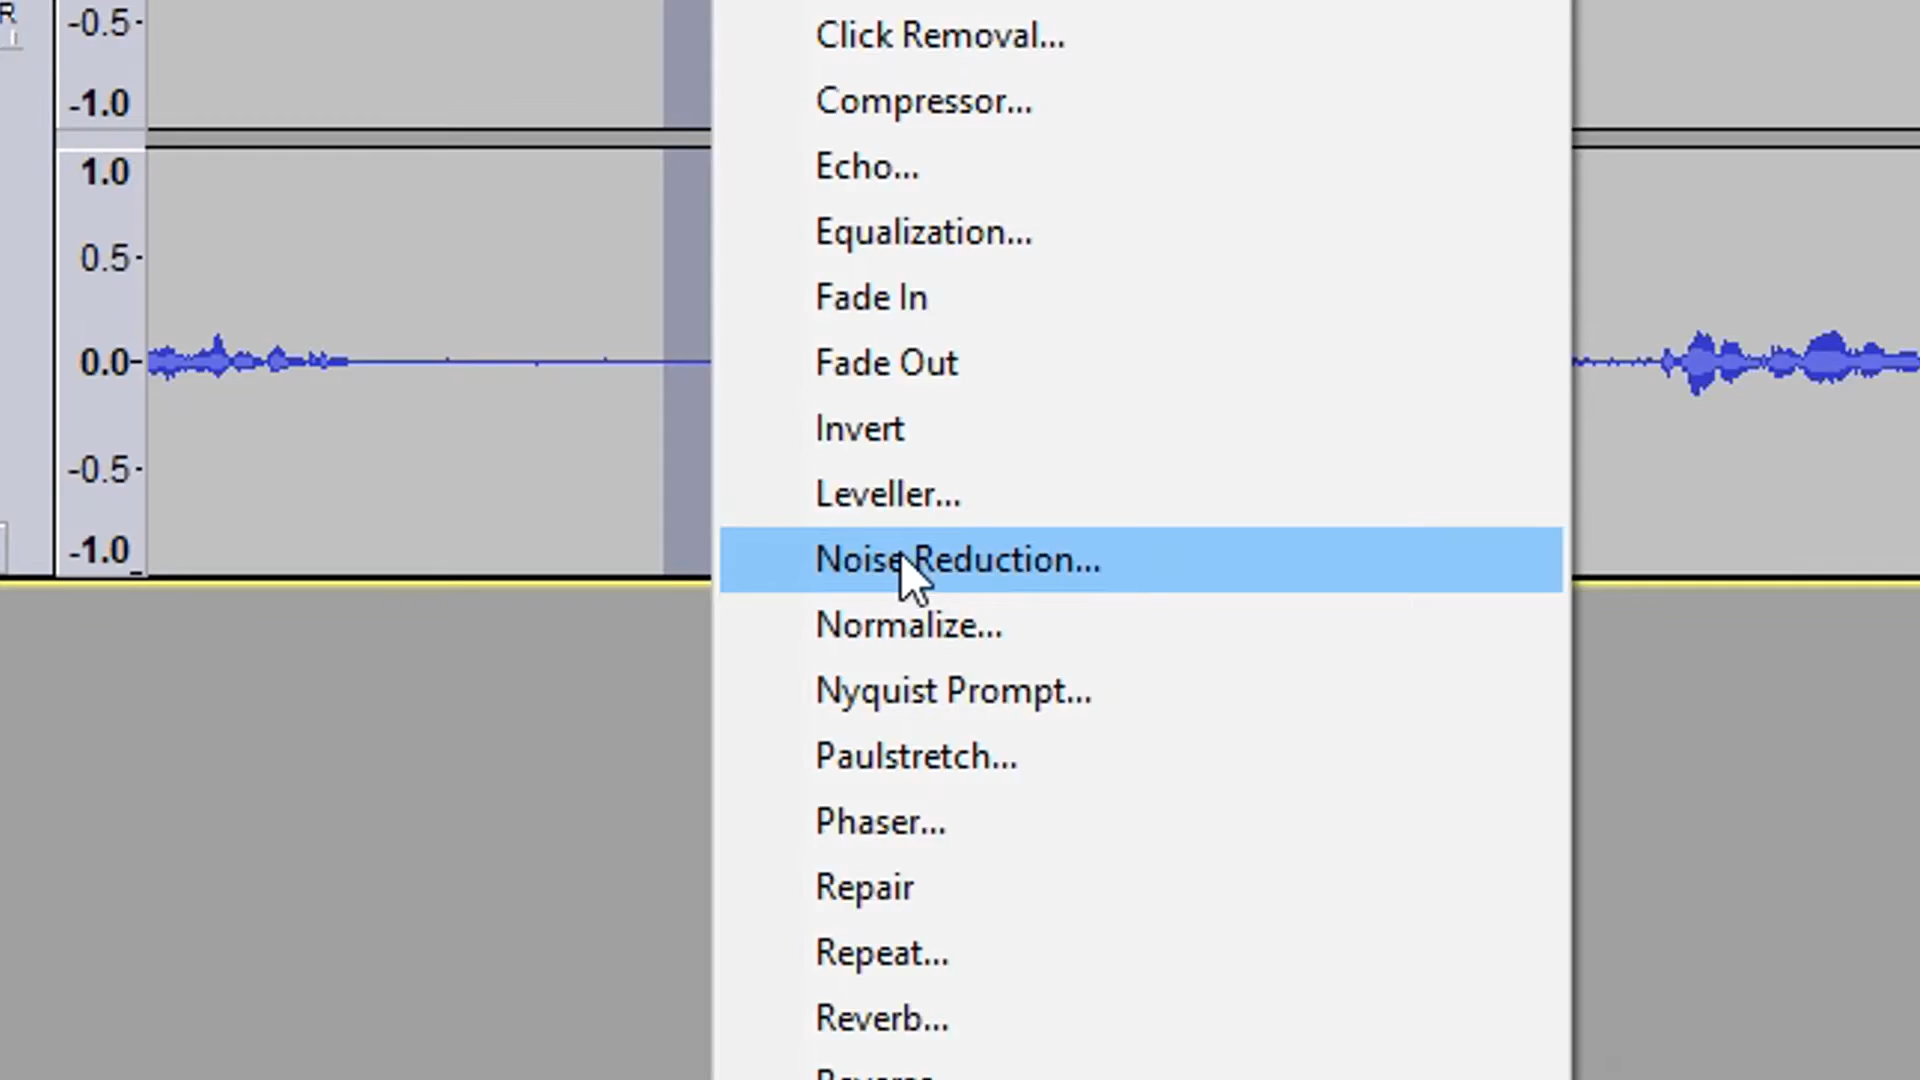 R
-0.5
-1.0
1.0
0.5
0.0
-0.5
-1.0
Click Removal...
Compressor...
Echo...
Equalization...
Fade In
Fade Out
Invert
Leveller...
Noise Reduction...
Normalize...
Nyquist Prompt...
Paulstretch...
Phaser...
Repair
Repeat...
Reverb...